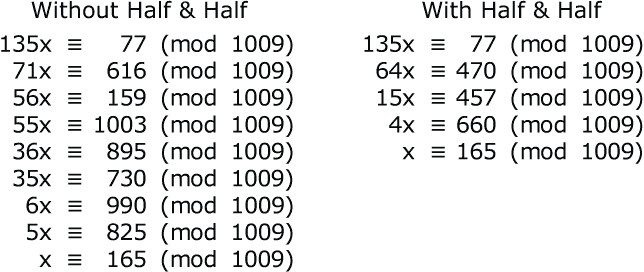 Without Half & Half
135x ≡ 77 (mod 1009)
71x ≡ 616 (mod 1009)
56x ≡ 159 (mod 1009)
55x ≡ 1003 (mod 1009)
36x ≡ 895 (mod 1009)
35x ≡ 730 (mod 1009)
6x ≡ 990 (mod 1009)
5x ≡ 825 (mod 1009)
x ≡ 165 (mod 1009)
With Half & Half
135x ≡ 77 (mod 1009)
64x ≡ 470 (mod 1009)
15x ≡ 457 (mod 1009)
4x ≡ 660 (mod 1009)
x ≡ 165 (mod 1009)